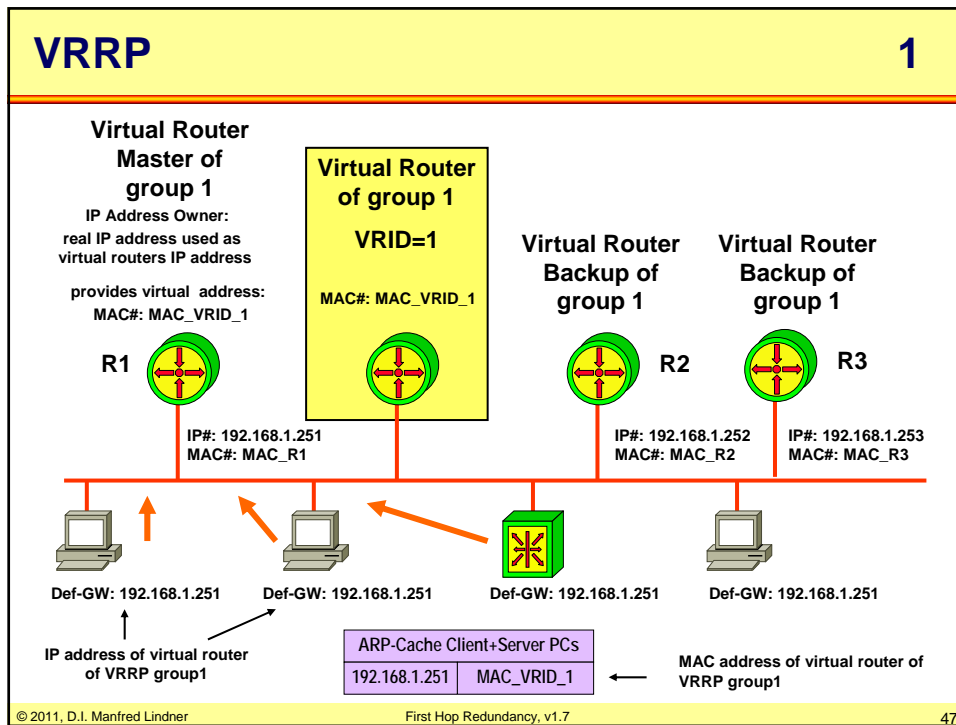 VRRP 1
Virtual Router
Master of
group 1
IP Address Owner:
real IP address used as
virtual routers IP address
provides virtual address:
MAC#: MAC_VRID_1
R1
Virtual Router
of group 1
VRID=1
MAC#: MAC_VRID_1
Virtual Router
Backup of
group 1
R2
Virtual Router
Backup of
group 1
R3
IP#: 192.168.1.251
MAC#: MAC_R1
IP#: 192.168.1.252
MAC#: MAC_R2
IP#: 192.168.1.253
MAC#: MAC_R3
Def-GW: 192.168.1.251
Def-GW: 192.168.1.251
Def-GW: 192.168.1.251
Def-GW: 192.168.1.251
IP address of virtual router
of VRRP group1
ARP-Cache Client+Server PCs
192.168.1.251 MAC_VRID_1
MAC address of virtual router of
VRRP group1
© 2011, D.I. Manfred Lindner First Hop Redundancy, v1.7 47